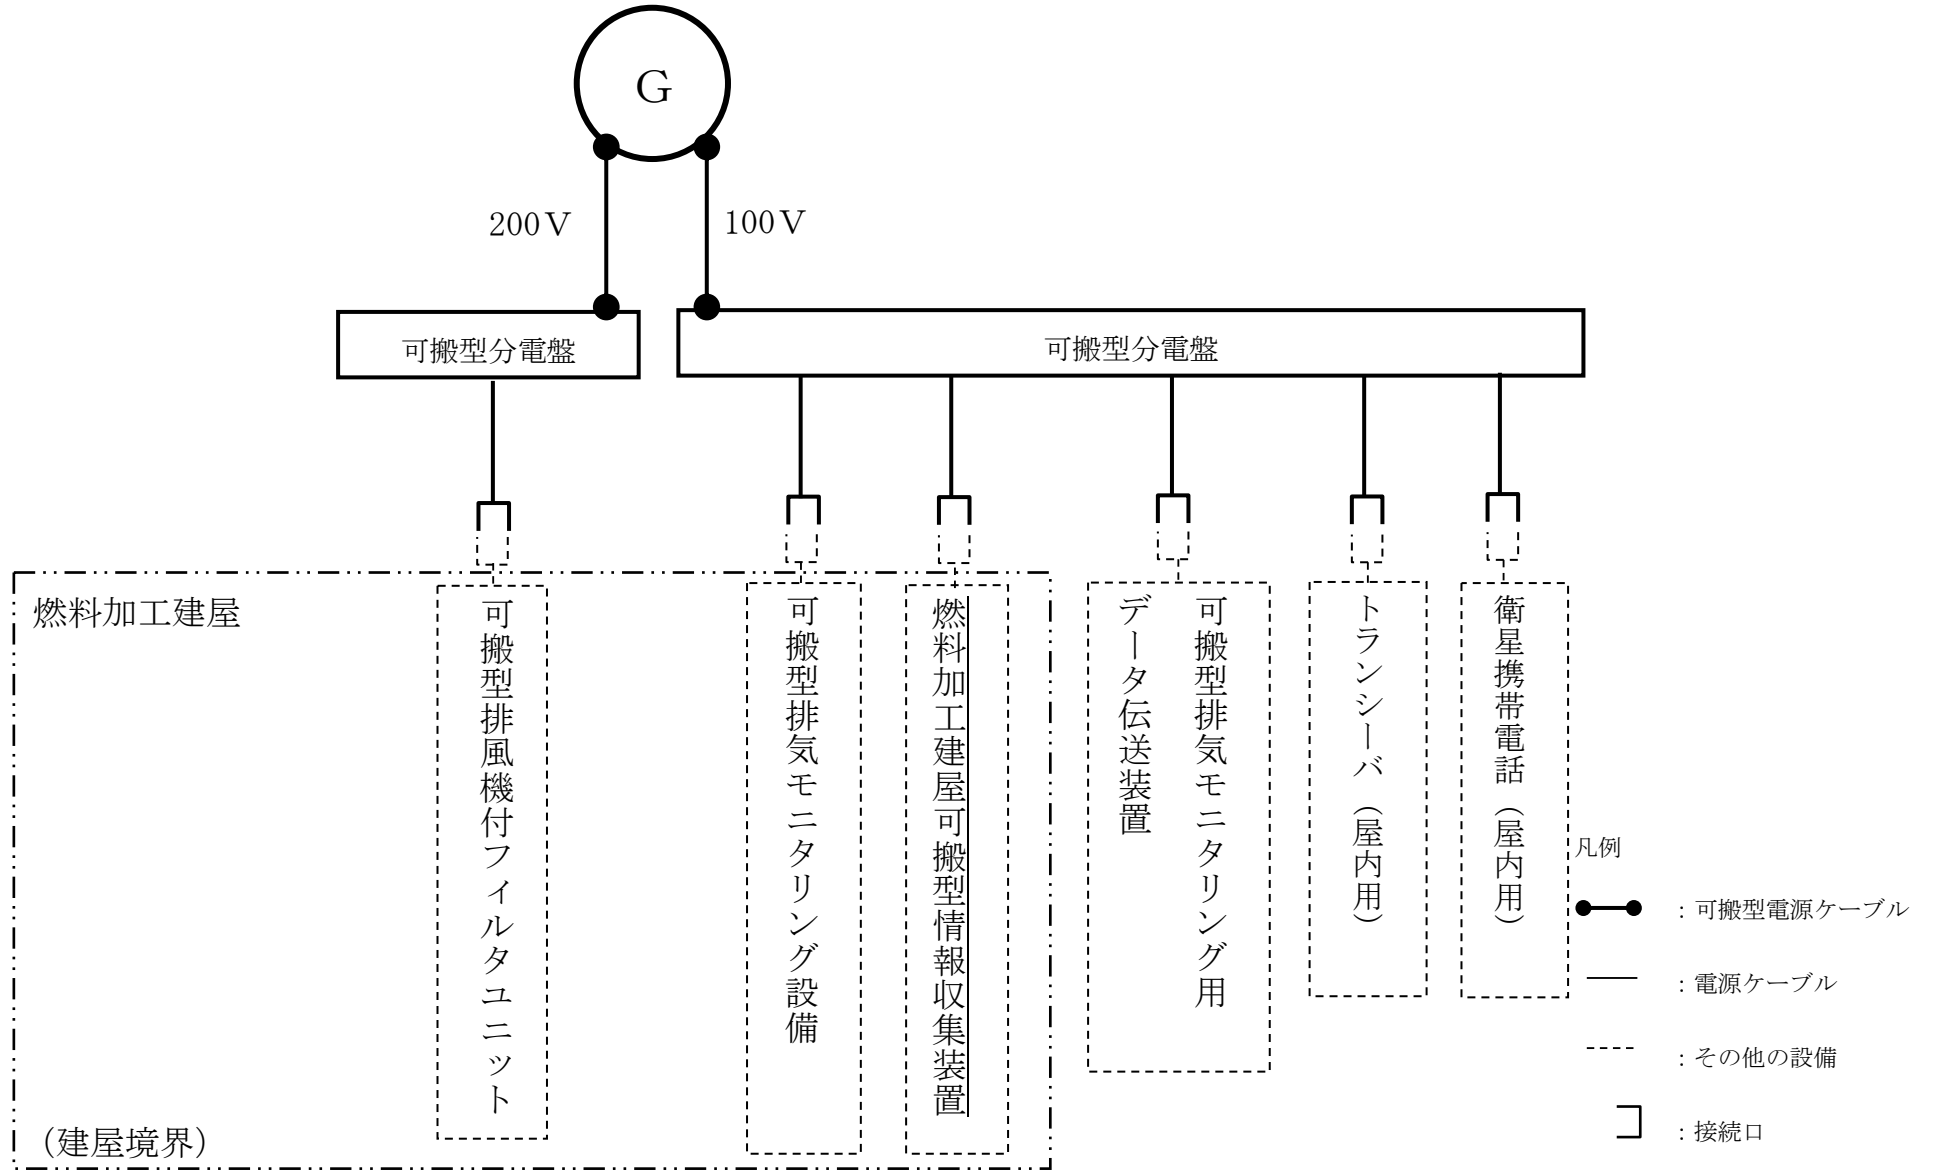 G
200V
100V
可搬型分電盤
可搬型分電盤
燃料加工建屋
可搬型排風機付フィルタユニット
可搬型排気モニタリング設備
燃料加工建屋可搬型情報収集装置
可搬型排気モニタリング用
データ伝送装置
トランシーバ（屋内用）
衛星携帯電話（屋内用）
（建屋境界）
凡例
：可搬型電源ケーブル
：電源ケーブル
：その他の設備
：接続口